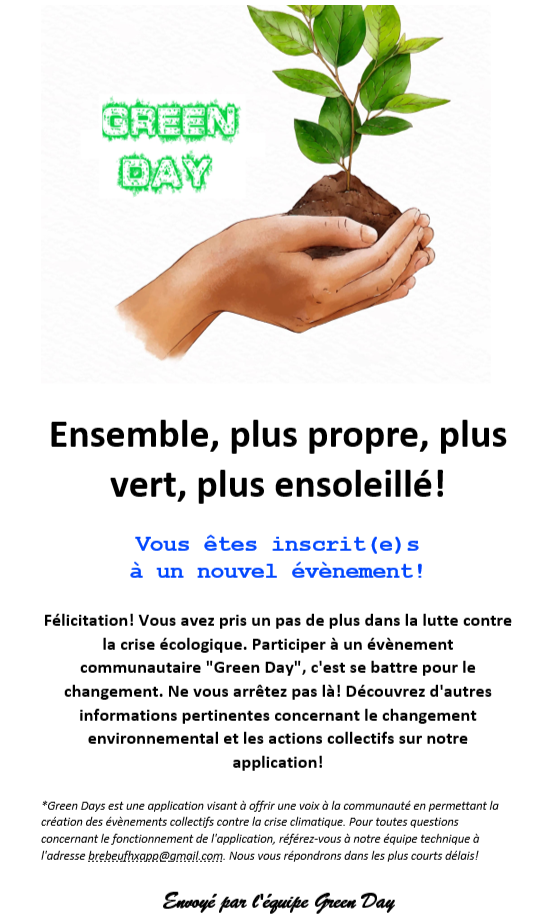 GREEN
DAY
Ensemble, plus propre, plus
vert, plus ensoleillé!
Vous êtes inscrit(e)s
à un nouvel évènement!
Félicitation! Vous avez pris un pas de plus dans la lutte contre
la crise écologique. Participer à un évènement
communautaire "Green Day", c'est se battre pour le
changement. Ne vous arrêtez pas là! Découvrez d'autres
informations pertinentes concernant le changement
environnemental et les actions collectifs sur notre
application!
*Green Days est une application visant à offrir une voix à la communauté en permettant la
création des évènements collectifs contre la crise climatique. Pour toutes questions
concernant le fonctionnement de l'application, référez-vous à notre équipe technique à
l'adresse brebeufhxapp@gmail.com. Nous vous répondrons dans les plus courts délais!
Envoyé par l'équipe Green Day